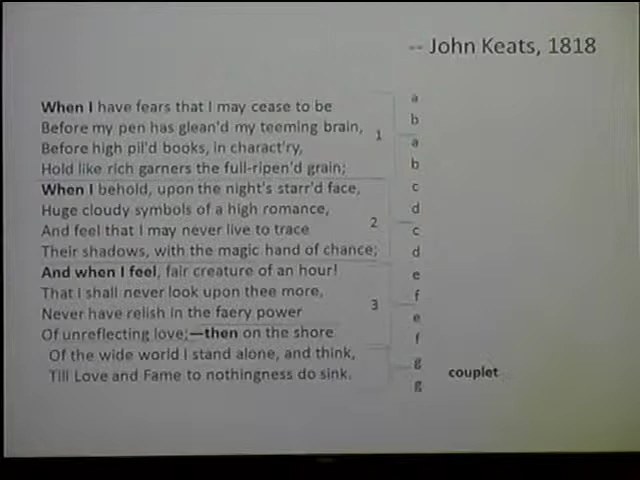 -- John Keats, 1818
When I have fears that I may cease to be a
Before my pen has glean'd my teeming brain, b
1
Before high pil'd books, in charact'ry, a
Hold like rich garners the full-ripen'd grain; b
When I behold, upon the night's starr'd face, c
Huge cloudy symbols of a high romance, d
2
And feel that I may never live to trace c
Their shadows, with the magic hand of chance; d
And when I feel, fair creature of an hour! e
That I shall never look upon thee more, f
3
Never have relish in the faery power e
Of unreflecting love;—then on the shore f
Of the wide world I stand alone, and think, g
couplet
Till Love and Fame to nothingness do sink. g